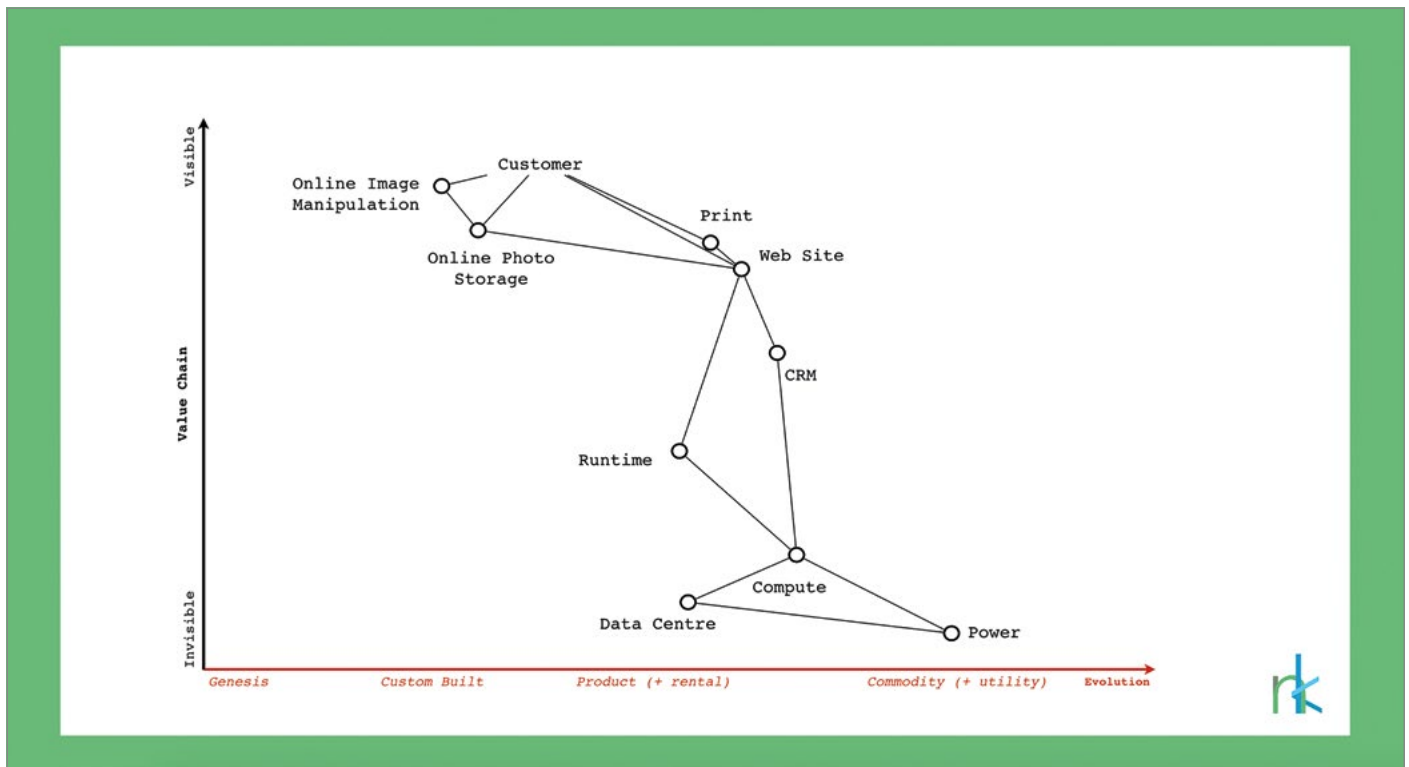 Visible
Customer
Online Image
Manipulation
Print
Web Site
Online Photo
Storage
Value Chain
CRM
Runtime
Compute
Invisible
Data Centre
Power
Genesis
Custom Built
Product (+ rental)
Commodity (+ utility)
Evolution
rk